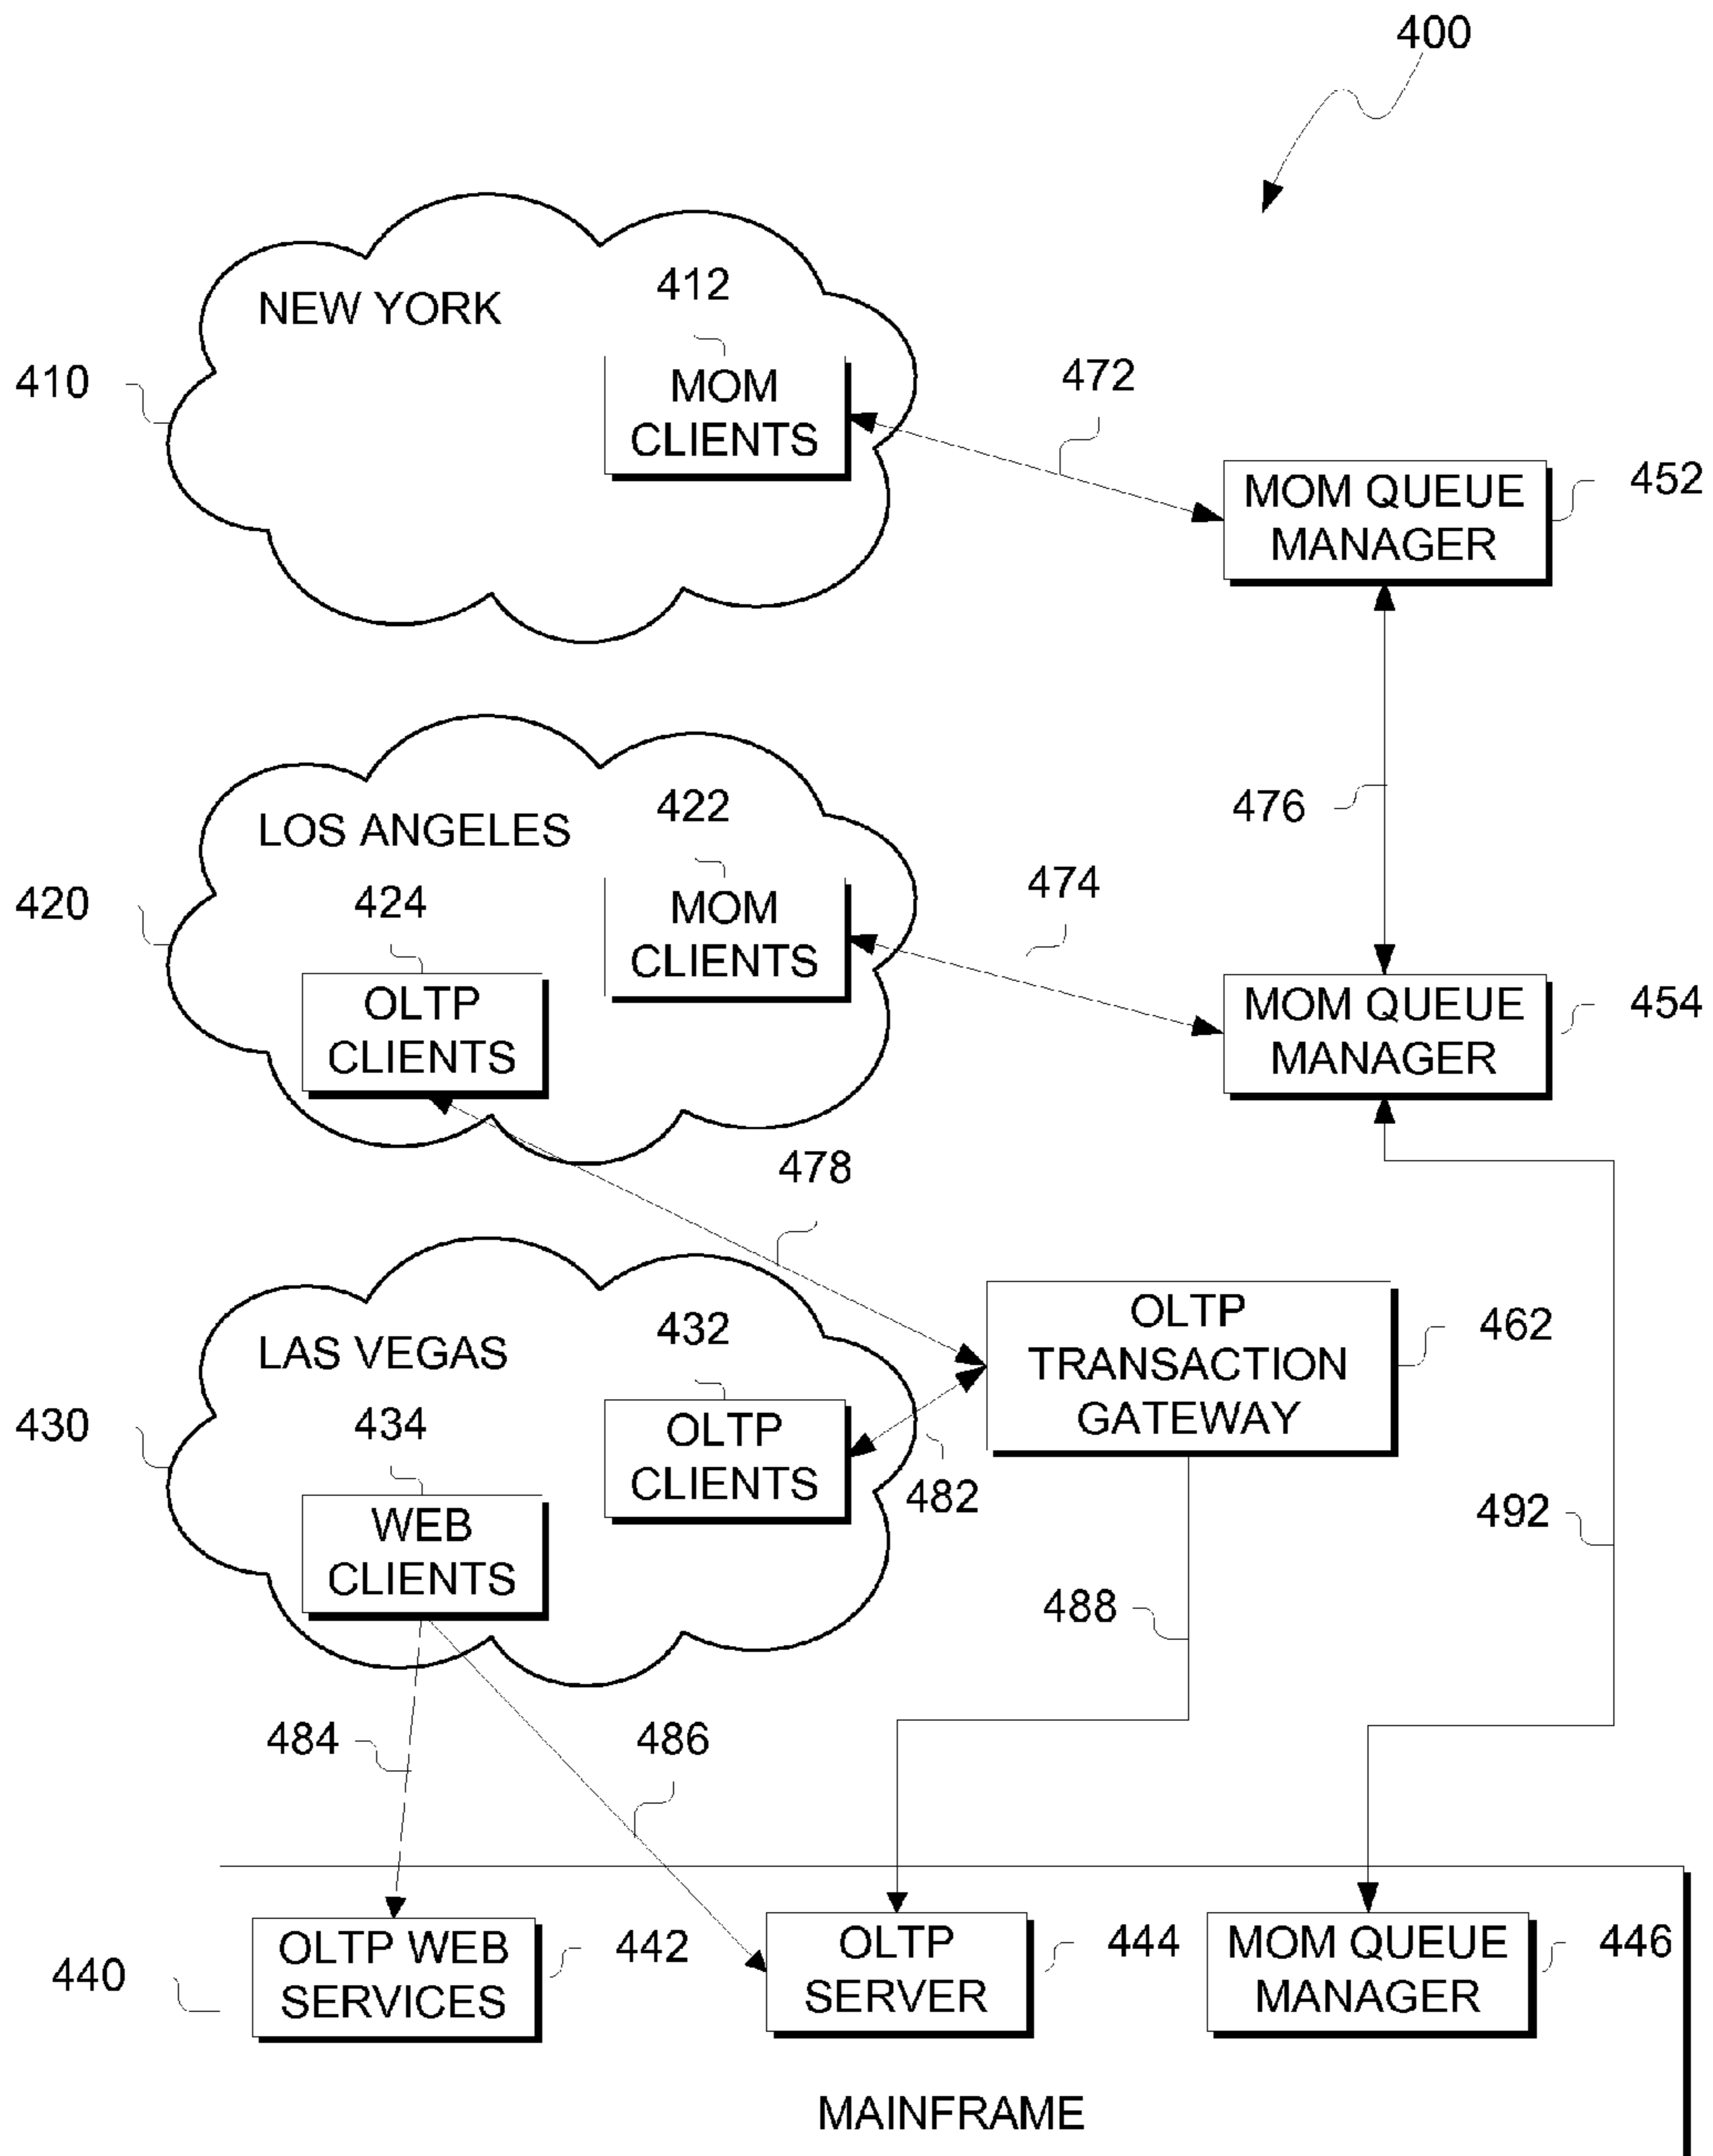 400
NEW YORK
412
MOM
CLIENTS
410
472
MOM QUEUE
MANAGER
452
476
LOS ANGELES
422
MOM
CLIENTS
420
424
OLTP
CLIENTS
474
MOM QUEUE
MANAGER
454
478
LAS VEGAS
432
OLTP
CLIENTS
430
434
WEB
CLIENTS
482
OLTP
TRANSACTION
GATEWAY
462
492
488
484
486
440
OLTP WEB
SERVICES
442
OLTP
SERVER
444
MOM QUEUE
MANAGER
446
MAINFRAME